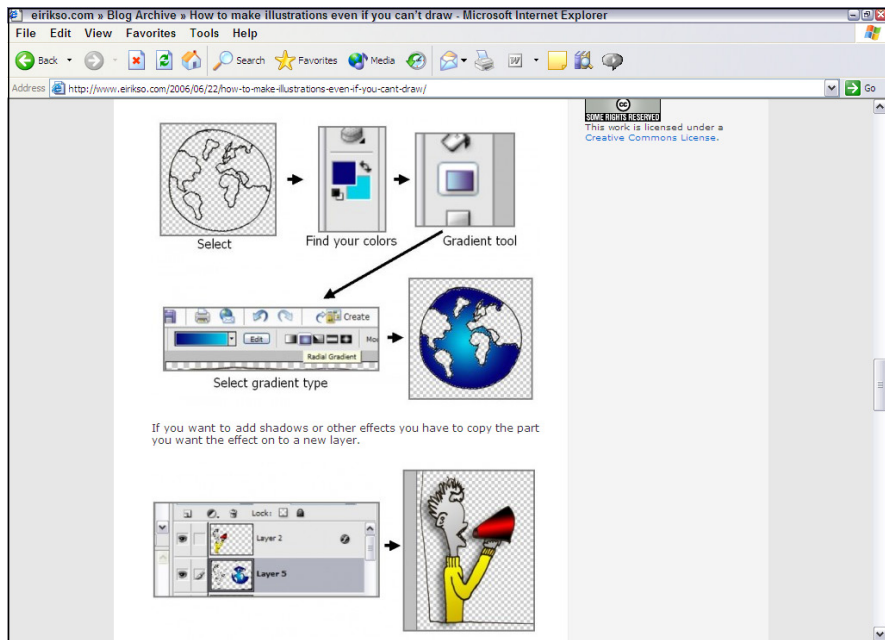 eirikso.com » Blog Archive » How to make illustrations even if you can't draw - Microsoft Internet Explorer
File Edit View Favorites Tools Help
Back Search Favorites Media
Address http://www.eirikso.com/2006/06/22/how-to-make-illustrations-even-if-you-cant-draw/ Go
SOME RIGHTS RESERVED
This work is licensed under a
Creative Commons License.
Select Find your colors Gradient tool
Create
Edit Mo
Radial Gradient
Select gradient type
If you want to add shadows or other effects you have to copy the part
you want the effect on to a new layer.
Lock:
Layer 2
Layer 5